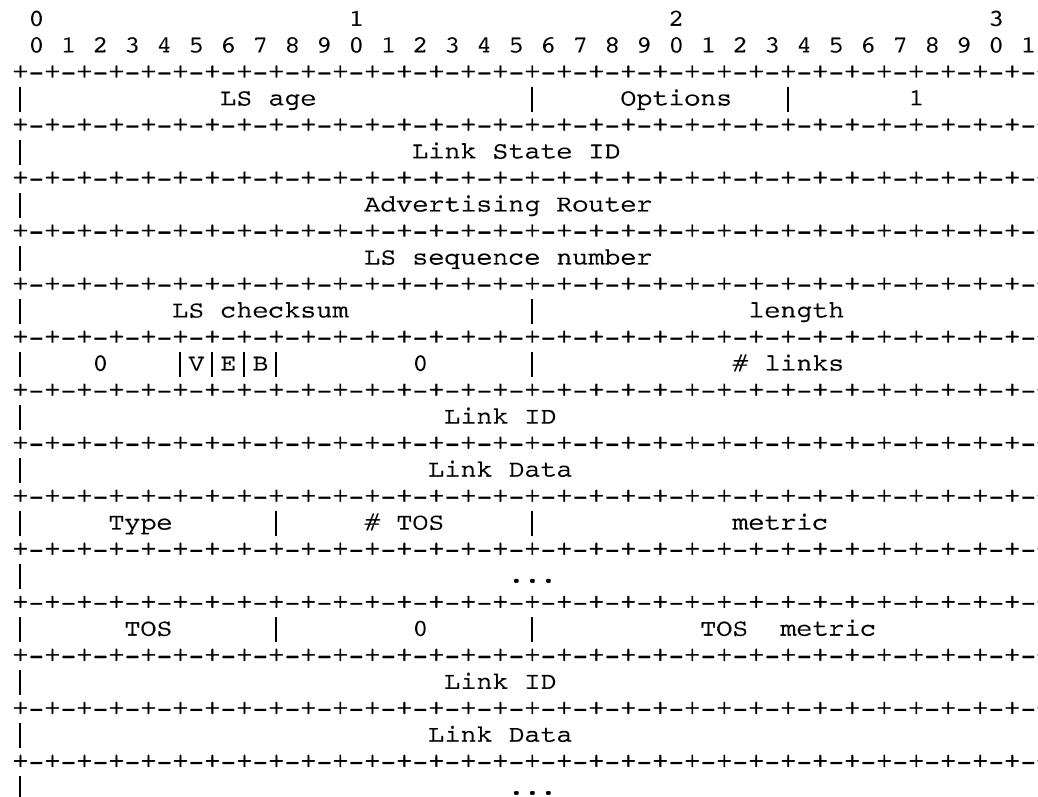 0                   1                   2                   3
 0 1 2 3 4 5 6 7 8 9 0 1 2 3 4 5 6 7 8 9 0 1 2 3 4 5 6 7 8 9 0 1
+-+-+-+-+-+-+-+-+-+-+-+-+-+-+-+-+-+-+-+-+-+-+-+-+-+-+-+-+-+-+-+-
|            LS age             |     Options   |       1
+-+-+-+-+-+-+-+-+-+-+-+-+-+-+-+-+-+-+-+-+-+-+-+-+-+-+-+-+-+-+-+-
|                        Link State ID
+-+-+-+-+-+-+-+-+-+-+-+-+-+-+-+-+-+-+-+-+-+-+-+-+-+-+-+-+-+-+-+-
|                     Advertising Router
+-+-+-+-+-+-+-+-+-+-+-+-+-+-+-+-+-+-+-+-+-+-+-+-+-+-+-+-+-+-+-+-
|                     LS sequence number
+-+-+-+-+-+-+-+-+-+-+-+-+-+-+-+-+-+-+-+-+-+-+-+-+-+-+-+-+-+-+-+-
|         LS checksum           |             length
+-+-+-+-+-+-+-+-+-+-+-+-+-+-+-+-+-+-+-+-+-+-+-+-+-+-+-+-+-+-+-+-
|    0    |V|E|B|        0      |            # links
+-+-+-+-+-+-+-+-+-+-+-+-+-+-+-+-+-+-+-+-+-+-+-+-+-+-+-+-+-+-+-+-
|                          Link ID
+-+-+-+-+-+-+-+-+-+-+-+-+-+-+-+-+-+-+-+-+-+-+-+-+-+-+-+-+-+-+-+-
|                         Link Data
+-+-+-+-+-+-+-+-+-+-+-+-+-+-+-+-+-+-+-+-+-+-+-+-+-+-+-+-+-+-+-+-
|     Type      |     # TOS     |            metric
+-+-+-+-+-+-+-+-+-+-+-+-+-+-+-+-+-+-+-+-+-+-+-+-+-+-+-+-+-+-+-+-
|                              ...
+-+-+-+-+-+-+-+-+-+-+-+-+-+-+-+-+-+-+-+-+-+-+-+-+-+-+-+-+-+-+-+-
|      TOS      |        0      |          TOS  metric
+-+-+-+-+-+-+-+-+-+-+-+-+-+-+-+-+-+-+-+-+-+-+-+-+-+-+-+-+-+-+-+-
|                          Link ID
+-+-+-+-+-+-+-+-+-+-+-+-+-+-+-+-+-+-+-+-+-+-+-+-+-+-+-+-+-+-+-+-
|                         Link Data
+-+-+-+-+-+-+-+-+-+-+-+-+-+-+-+-+-+-+-+-+-+-+-+-+-+-+-+-+-+-+-+-
|                              ...